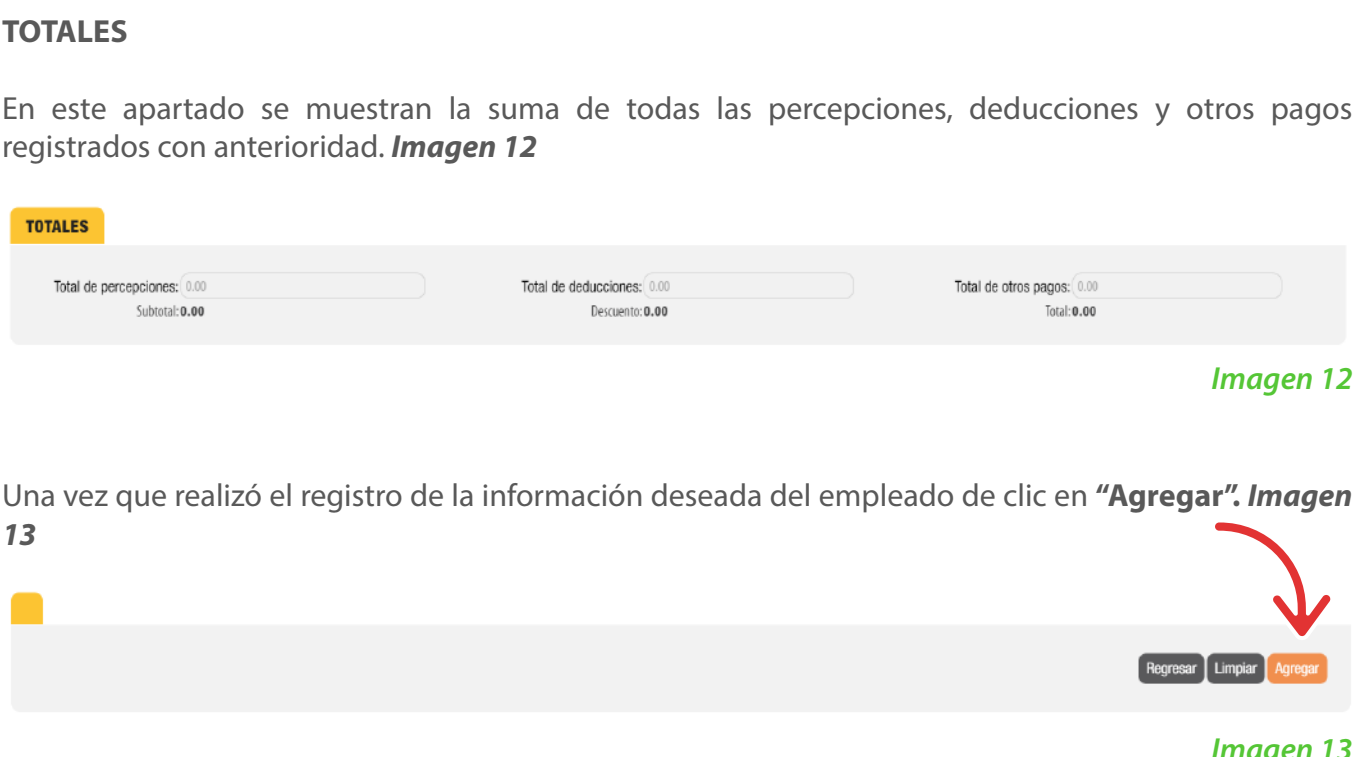 TOTALES
En este apartado se muestran la suma de todas las percepciones, deducciones y otros pagos
registrados con anterioridad. Imagen 12
TOTALES
Total de percepciones: 0.00 Total de deducciones: 0.00 Total de otros pagos: 0.00
Subtotal: 0.00 Descuento: 0.00 Total: 0.00
Imagen 12
Una vez que realizó el registro de la información deseada del empleado de clic en “Agregar”. Imagen
13
Regresar Limpiar Agregar
Imagen 13